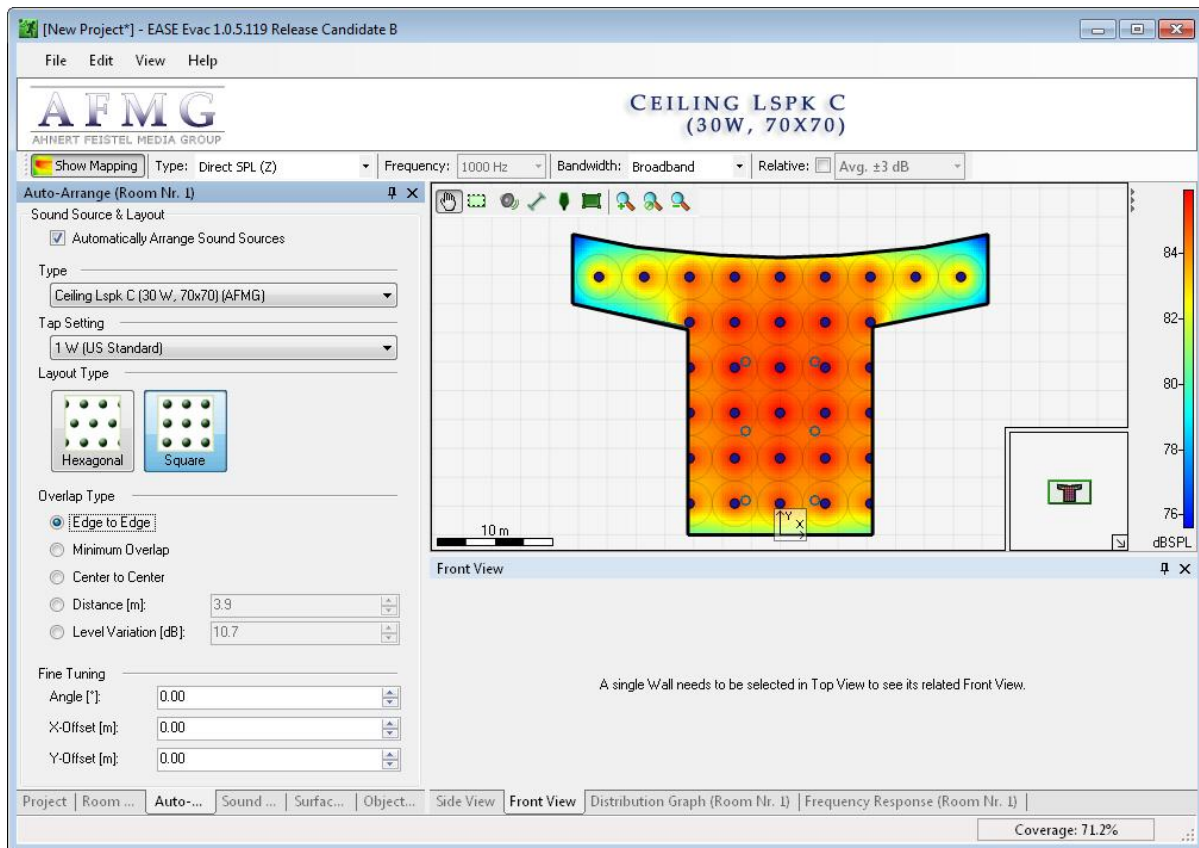 [New Project*] - EASE Evac 1.0.5.119 Release Candidate B
File Edit View Help
AFMG
AHNERT FEISTEL MEDIA GROUP
CEILING LSPK C
(30W, 70X70)
Show Mapping Type: Direct SPL (Z) Frequency: 1000 Hz Bandwidth: Broadband Relative: Avg. ±3 dB
Auto-Arrange (Room Nr. 1)
Sound Source & Layout
Automatically Arrange Sound Sources
Type
Ceiling Lspk C (30 W, 70x70) (AFMG)
Tap Setting
1 W (US Standard)
Layout Type
Hexagonal
Square
Overlap Type
Edge to Edge
Minimum Overlap
Center to Center
Distance [m]: 3.9
Level Variation [dB]: 10.7
Fine Tuning
Angle [°]: 0.00
X-Offset [m]: 0.00
Y-Offset [m]: 0.00
Project Room ... Auto-... Sound ... Surfac... Object...
10 m
Y
X
84-
82-
80-
78-
76-
dBSPL
Front View
A single Wall needs to be selected in Top View to see its related Front View.
Side View Front View Distribution Graph (Room Nr. 1) Frequency Response (Room Nr. 1)
Coverage: 71.2%